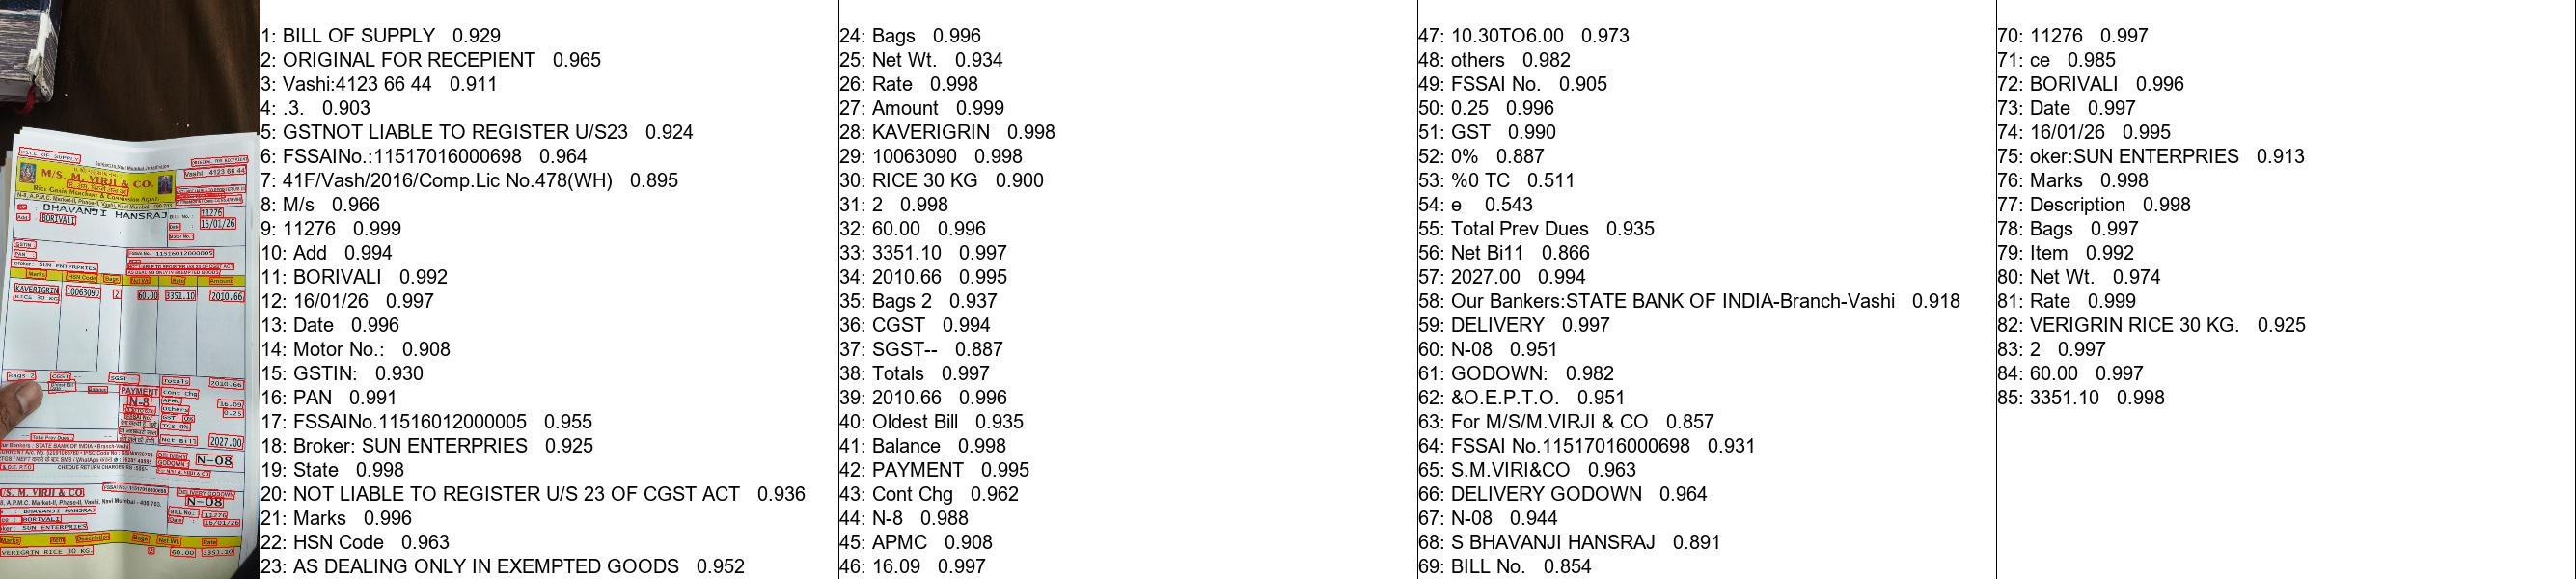 1: BILL OF SUPPLY 0.929
2: ORIGINAL FOR RECEPIENT 0.965
3: Vashi:4123 66 44 0.911
4: .3. 0.903
5: GSTNOT LIABLE TO REGISTER U/S23 0.924
6: FSSAINo.:11517016000698 0.964
7: 41F/Vash/2016/Comp.Lic No.478(WH) 0.895
8: M/s 0.966
9: 11276 0.999
10: Add 0.994
11: BORIVALI 0.992
12: 16/01/26 0.997
13: Date 0.996
14: Motor No.: 0.908
15: GSTIN: 0.930
16: PAN 0.991
17: FSSAINo.11516012000005 0.955
18: Broker: SUN ENTERPRIES 0.925
19: State 0.998
20: NOT LIABLE TO REGISTER U/S 23 OF CGST ACT 0.936
21: Marks 0.996
22: HSN Code 0.963
23: AS DEALING ONLY IN EXEMPTED GOODS 0.952
24: Bags 0.996
25: Net Wt. 0.934
26: Rate 0.998
27: Amount 0.999
28: KAVERIGRIN 0.998
29: 10063090 0.998
30: RICE 30 KG 0.900
31: 2 0.998
32: 60.00 0.996
33: 3351.10 0.997
34: 2010.66 0.995
35: Bags 2 0.937
36: CGST 0.994
37: SGST-- 0.887
38: Totals 0.997
39: 2010.66 0.996
40: Oldest Bill 0.935
41: Balance 0.998
42: PAYMENT 0.995
43: Cont Chg 0.962
44: N-8 0.988
45: APMC 0.908
46: 16.09 0.997
47: 10.30TO6.00 0.973
48: others 0.982
49: FSSAI No. 0.905
50: 0.25 0.996
51: GST 0.990
52: 0% 0.887
53: %0 TC 0.511
54: e 0.543
55: Total Prev Dues 0.935
56: Net Bi11 0.866
57: 2027.00 0.994
58: Our Bankers:STATE BANK OF INDIA-Branch-Vashi 0.918
59: DELIVERY 0.997
60: N-08 0.951
61: GODOWN: 0.982
62: &O.E.P.T.O. 0.951
63: For M/S/M.VIRJI & CO 0.857
64: FSSAI No.11517016000698 0.931
65: S.M.VIRI&CO 0.963
66: DELIVERY GODOWN 0.964
67: N-08 0.944
68: S BHAVANJI HANSRAJ 0.891
69: BILL No. 0.854
70: 11276 0.997
71: ce 0.985
72: BORIVALI 0.996
73: Date 0.997
74: 16/01/26 0.995
75: oker:SUN ENTERPRIES 0.913
76: Marks 0.998
77: Description 0.998
78: Bags 0.997
79: Item 0.992
80: Net Wt. 0.974
81: Rate 0.999
82: VERIGRIN RICE 30 KG. 0.925
83: 2 0.997
84: 60.00 0.997
85: 3351.10 0.998